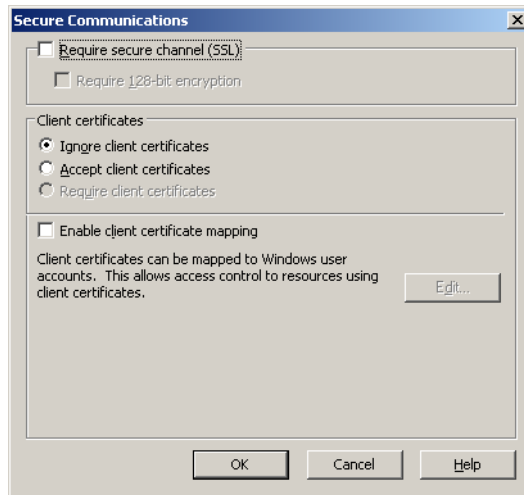 Secure Communications
Require secure channel (SSL)
Require 128-bit encryption
Client certificates
Ignore client certificates
Accept client certificates
Require client certificates
Enable client certificate mapping
Client certificates can be mapped to Windows user
accounts. This allows access control to resources using
client certificates.
Edit...
OK
Cancel
Help